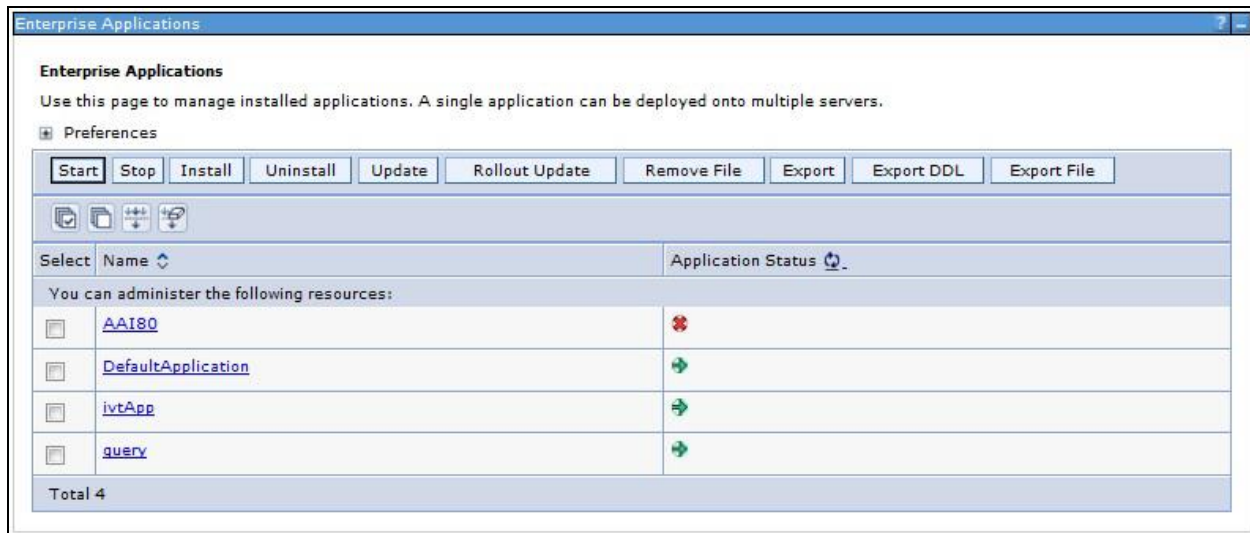 Enterprise Applications ? -
Enterprise Applications
Use this page to manage installed applications. A single application can be deployed onto multiple servers.
Preferences
Start Stop Install Uninstall Update Rollout Update Remove File Export Export DDL Export File
Select Name Application Status
You can administer the following resources:
AAI80
DefaultApplication
ivtApp
query
Total 4